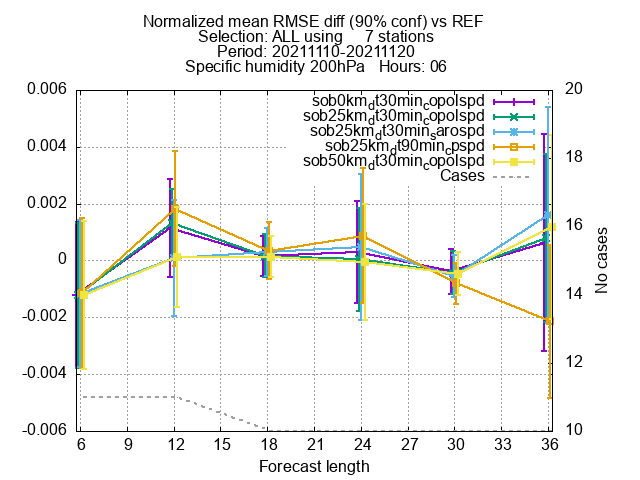 Normalized mean RMSE diff (90% conf) vs REF
Selection: ALL using 7 stations
Period: 20211110-20211120
Specific humidity 200hPa Hours: 06
0.006
0.004
0.002
0
-0.002
-0.004
-0.006
20
18
16
14
12
10
No cases
sob0km_dt30min_copolspd
sob25km_dt30min_copolspd
sob25km_dt30min_sarospd
sob25km_dt90min_cpspd
sob50km_dt30min_copolspd
Cases
6 9 12 15 18 21 24 27 30 33 36
Forecast length